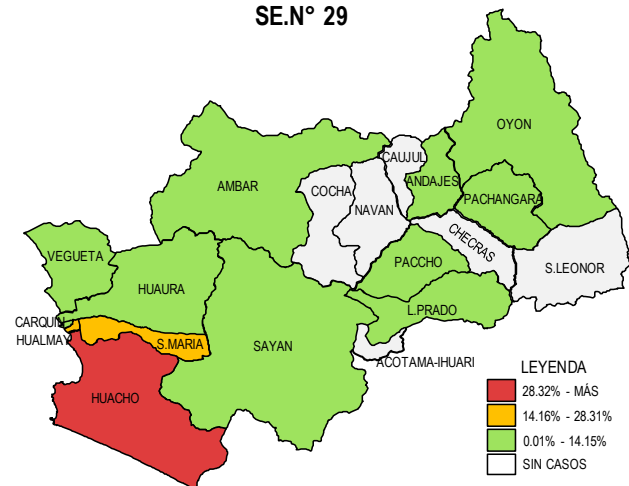 SE.N° 29
OYON
CAUJUL
ANDAJES
AMBAR
COCHA
NAVAN
PACHANGARA
CHECRAS
VEGUETA
PACCHO
S.LEONOR
HUAURA
L.PRADO
CARQUIN
HUALMAY
S.MARIA
SAYAN
ACOTAMA-IHUARI
HUACHO
LEYENDA
28.32% - MÁS
14.16% - 28.31%
0.01% - 14.15%
SIN CASOS